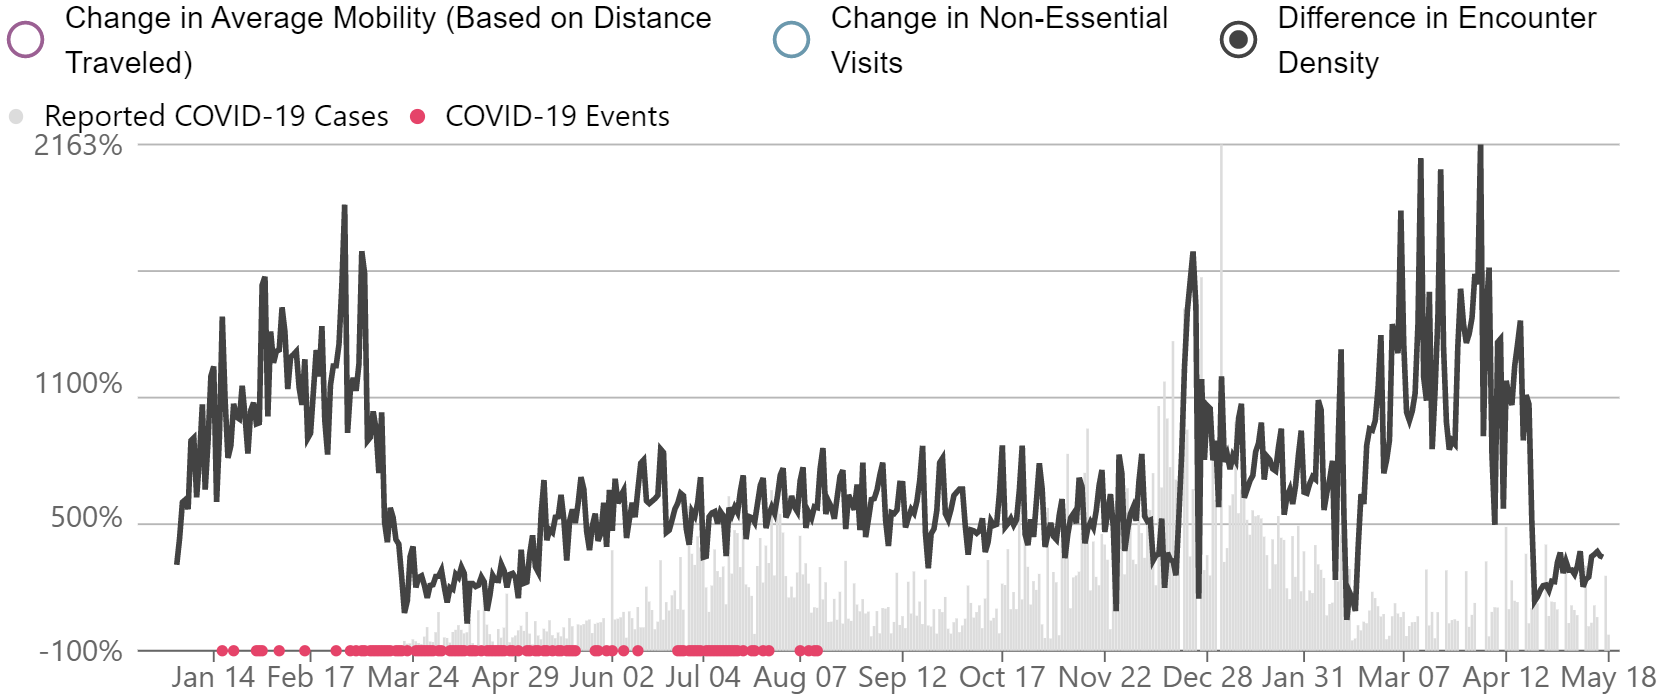 Change in Average Mobility (Based on Distance
Traveled)
Change in Non-Essential
Visits
Difference in Encounter
Density
Reported COVID-19 Cases
COVID-19 Events
2163%
1100%
500%
-100%
Jan 14 Feb 17 Mar 24 Apr 29 Jun 02 Jul 04 Aug 07 Sep 12 Oct 17 Nov 22 Dec 28 Jan 31 Mar 07 Apr 12 May 18